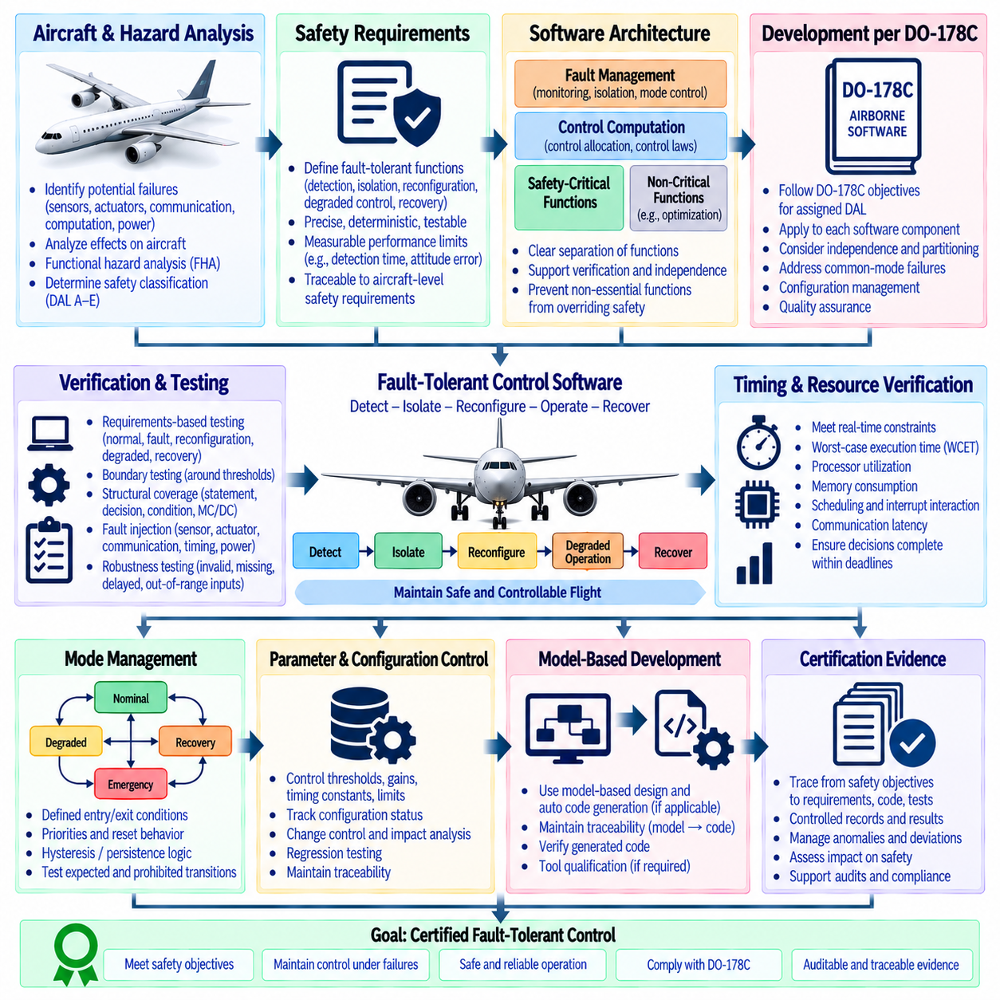 Aircraft & Hazard Analysis
• Identify potential failures
(sensors, actuators, communication,
computation, power)
• Analyze effects on aircraft
• Functional hazard analysis (FHA)
• Determine safety classification
(DAL A–E)
Safety Requirements
• Define fault-tolerant functions
(detection, isolation, reconfiguration,
degraded control, recovery)
• Precise, deterministic, testable
• Measurable performance limits
(e.g., detection time, attitude error)
• Traceable to aircraft-level
safety requirements
Software Architecture
Fault Management
(monitoring, isolation, mode control)
Control Computation
(control allocation, control laws)
Safety-Critical
Functions
Non-Critical
Functions
(e.g., optimization)
• Clear separation of functions
• Support verification and independence
• Prevent non-essential functions
from overriding safety
Development per DO-178C
DO-178C
AIRBORNE
SOFTWARE
• Follow DO-178C objectives
for assigned DAL
• Apply to each software component
• Consider independence and partitioning
• Address common-mode failures
• Configuration management
• Quality assurance
Verification & Testing
• Requirements-based testing
(normal, fault, reconfiguration,
degraded, recovery)
• Boundary testing (around thresholds)
• Structural coverage (statement,
decision, condition, MC/DC)
• Fault injection (sensor, actuator,
communication, timing, power)
• Robustness testing (invalid, missing,
delayed, out-of-range inputs)
Fault-Tolerant Control Software
Detect – Isolate – Reconfigure – Operate – Recover
Detect
Isolate
Reconfigure
Degraded
Operation
Recover
Maintain Safe and Controllable Flight
Timing & Resource Verification
• Meet real-time constraints
• Worst-case execution time (WCET)
• Processor utilization
• Memory consumption
• Scheduling and interrupt interaction
• Communication latency
• Ensure decisions complete
within deadlines
Mode Management
Nominal
Degraded
Recovery
Emergency
• Defined entry/exit conditions
• Priorities and reset behavior
• Hysteresis / persistence logic
• Test expected and prohibited transitions
Parameter & Configuration Control
• Control thresholds, gains,
timing constants, limits
• Track configuration status
• Change control and impact analysis
• Regression testing
• Maintain traceability
Model-Based Development
</>
• Use model-based design and
auto code generation (if applicable)
• Maintain traceability (model → code)
• Verify generated code
• Tool qualification (if required)
Certification Evidence
• Trace from safety objectives
to requirements, code, tests
• Controlled records and results
• Manage anomalies and deviations
• Assess impact on safety
• Support audits and compliance
Goal: Certified Fault-Tolerant Control
Meet safety objectives
Maintain control under failures
Safe and reliable operation
Comply with DO-178C
Auditable and traceable evidence